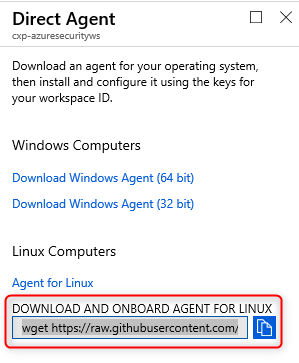 Direct Agent
cxp-azuresecurityws
Download an agent for your operating system,
then install and configure it using the keys for
your workspace ID.
Windows Computers
Download Windows Agent (64 bit)
Download Windows Agent (32 bit)
Linux Computers
Agent for Linux
DOWNLOAD AND ONBOARD AGENT FOR LINUX
wget https://raw.githubusercontent.com/